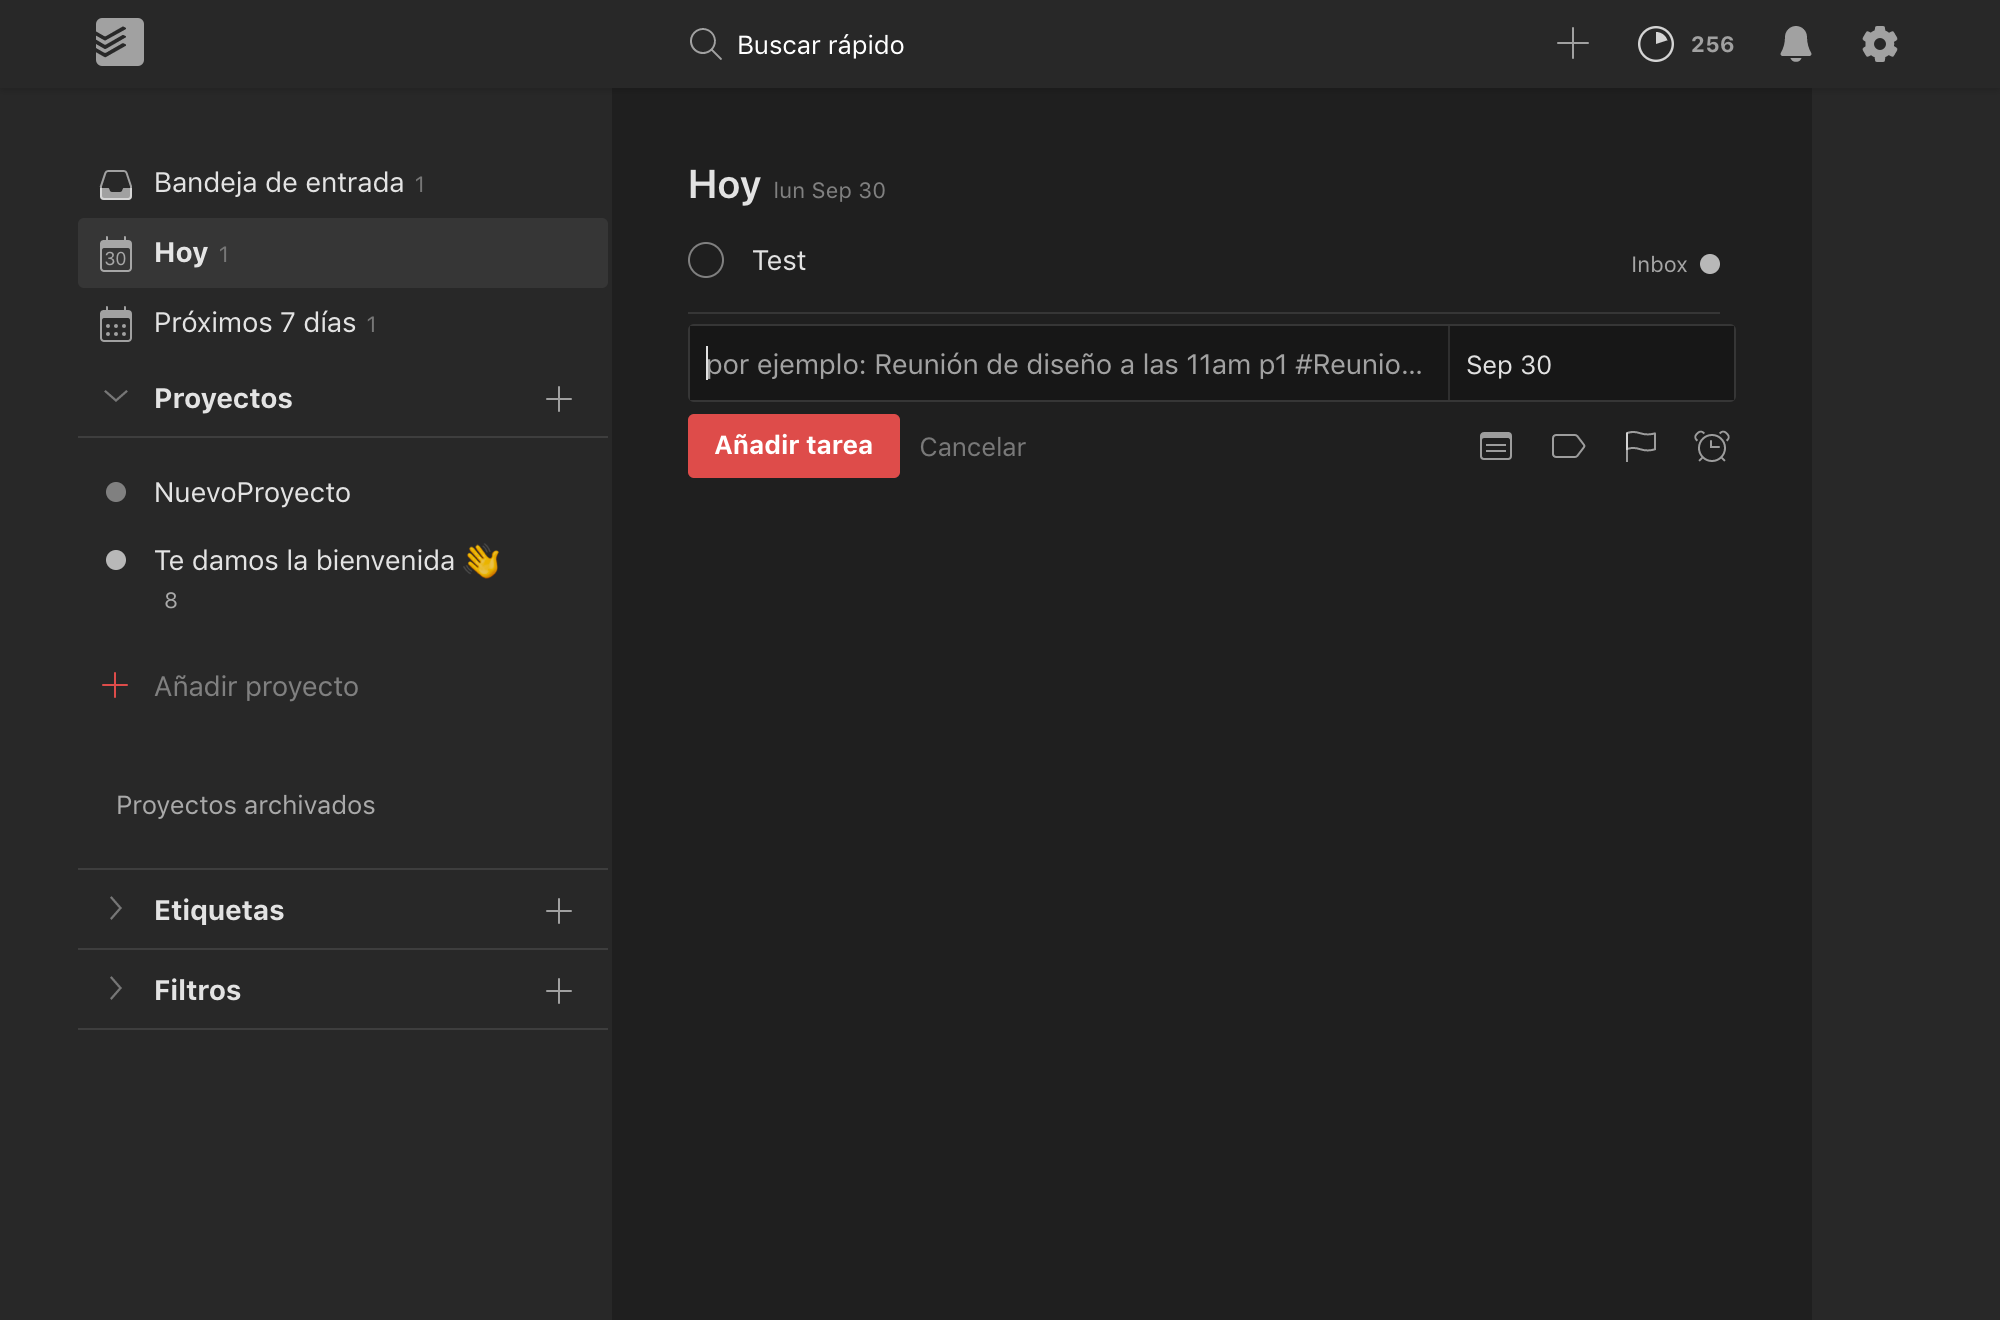 Buscar rápido
256
Bandeja de entrada 1
30 Hoy 1
Próximos 7 días 1
Proyectos
NuevoProyecto
Te damos la bienvenida 👋
8
Añadir proyecto
Proyectos archivados
Etiquetas
Filtros
Hoy lun Sep 30
Test Inbox
por ejemplo: Reunión de diseño a las 11am p1 #Reunio... Sep 30
Añadir tarea Cancelar